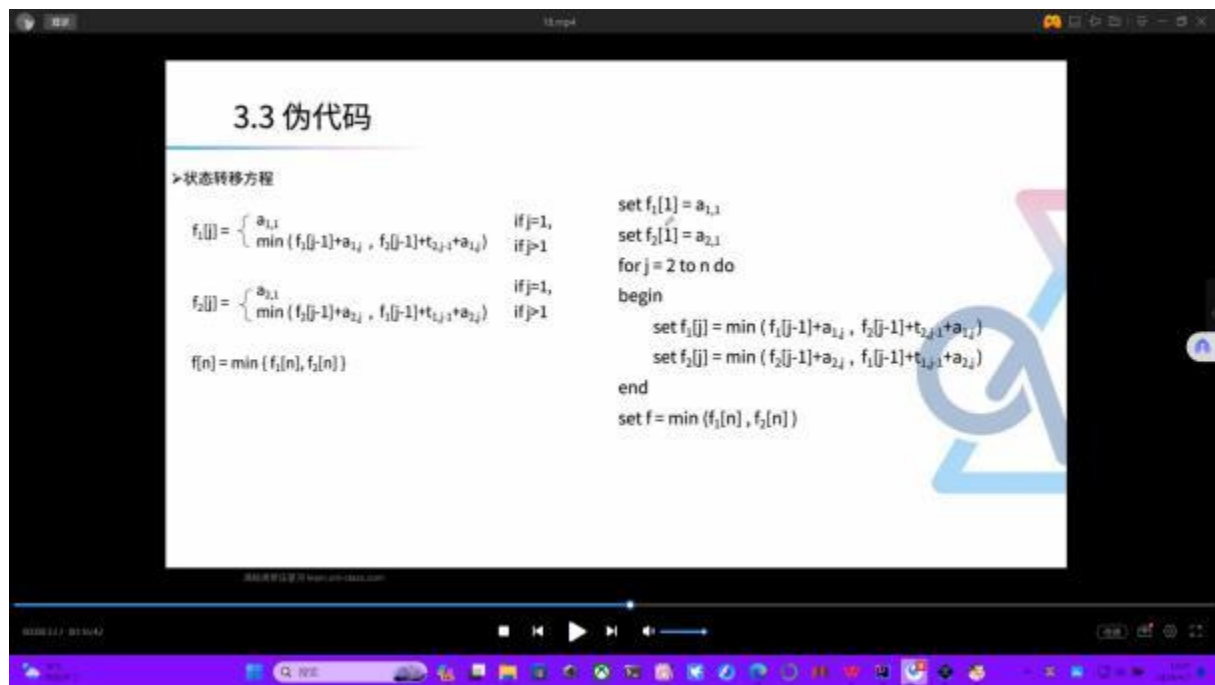 18.mp4
3.3 伪代码
➢状态转移方程
f₁[j] = { a₁,₁ if j=1,
min ( f₁[j-1]+a₁,ⱼ , f₂[j-1]+t₂,ⱼ₋₁+a₁,ⱼ) if j>1
f₂[j] = { a₂,₁ if j=1,
min ( f₂[j-1]+a₂,ⱼ , f₁[j-1]+t₁,ⱼ₋₁+a₂,ⱼ) if j>1
f[n] = min { f₁[n], f₂[n] }
set f₁[1] = a₁,₁
set f₂[1] = a₂,₁
for j = 2 to n do
begin
set f₁[j] = min ( f₁[j-1]+a₁,ⱼ , f₂[j-1]+t₂,ⱼ₋₁+a₁,ⱼ)
set f₂[j] = min ( f₂[j-1]+a₂,ⱼ , f₁[j-1]+t₁,ⱼ₋₁+a₂,ⱼ)
end
set f = min (f₁[n] , f₂[n] )
搜索